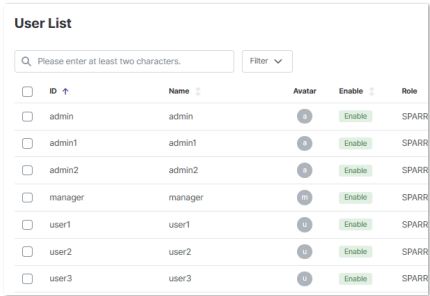 User List
Please enter at least two characters.
Filter
ID Name Avatar Enable Role
admin admin a Enable SPARR
admin1 admin1 a Enable SPARR
admin2 admin2 a Enable SPARR
manager manager m Enable SPARR
user1 user1 u Enable SPARR
user2 user2 u Enable SPARR
user3 user3 u Enable SPARR